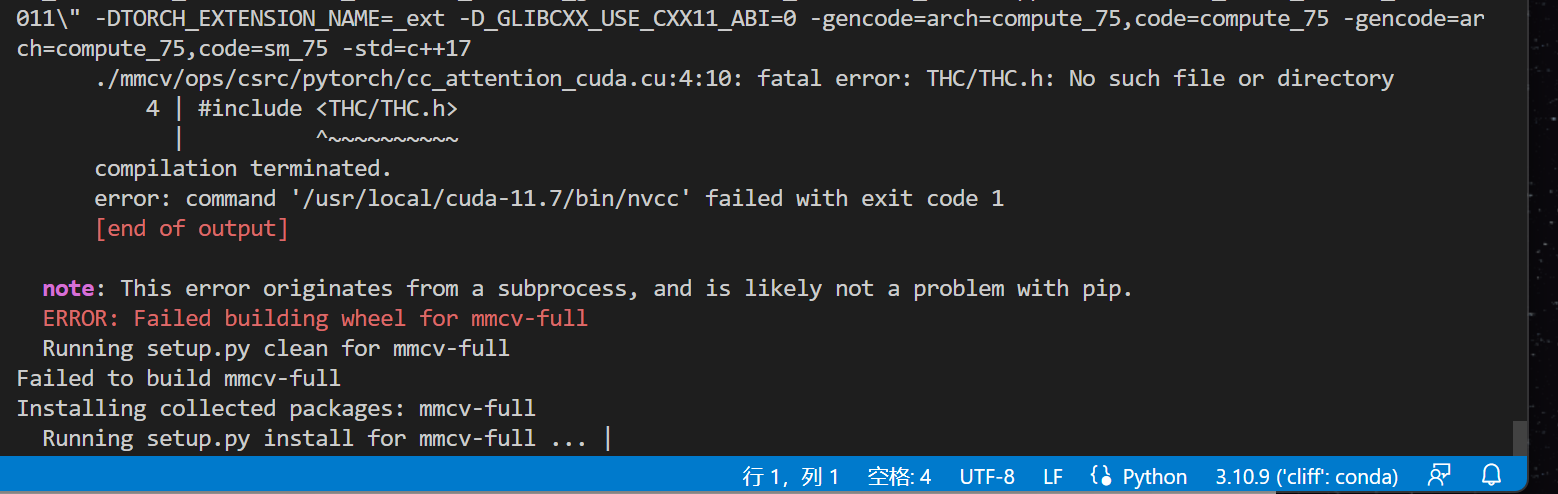 011\" -DTORCH_EXTENSION_NAME=_ext -D_GLIBCXX_USE_CXX11_ABI=0 -gencode=arch=compute_75,code=compute_75 -gencode=ar
ch=compute_75,code=sm_75 -std=c++17
./mmcv/ops/csrc/pytorch/cc_attention_cuda.cu:4:10: fatal error: THC/THC.h: No such file or directory
4 | #include <THC/THC.h>
| ^~~~~~~~~~~
compilation terminated.
error: command '/usr/local/cuda-11.7/bin/nvcc' failed with exit code 1
[end of output]
note: This error originates from a subprocess, and is likely not a problem with pip.
ERROR: Failed building wheel for mmcv-full
Running setup.py clean for mmcv-full
Failed to build mmcv-full
Installing collected packages: mmcv-full
Running setup.py install for mmcv-full ... |
行 1，列 1 空格: 4 UTF-8 LF Python 3.10.9 ('cliff': conda)